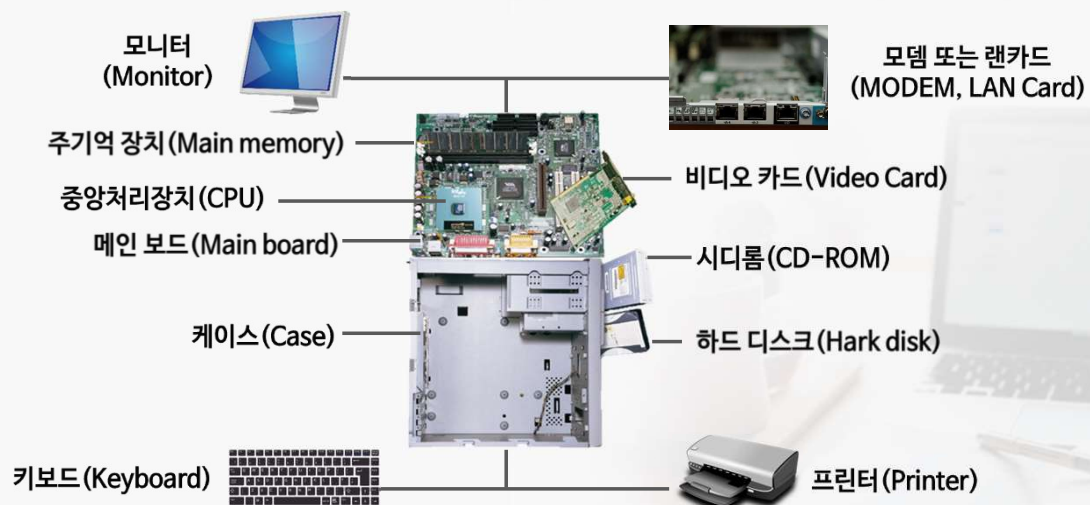 모니터
(Monitor)
모뎀 또는 랜카드
(MODEM, LAN Card)
주기억 장치(Main memory)
비디오 카드(Video Card)
중앙처리장치(CPU)
메인 보드(Main board)
시디롬(CD-ROM)
케이스(Case)
하드 디스크(Hark disk)
키보드(Keyboard)
프린터(Printer)